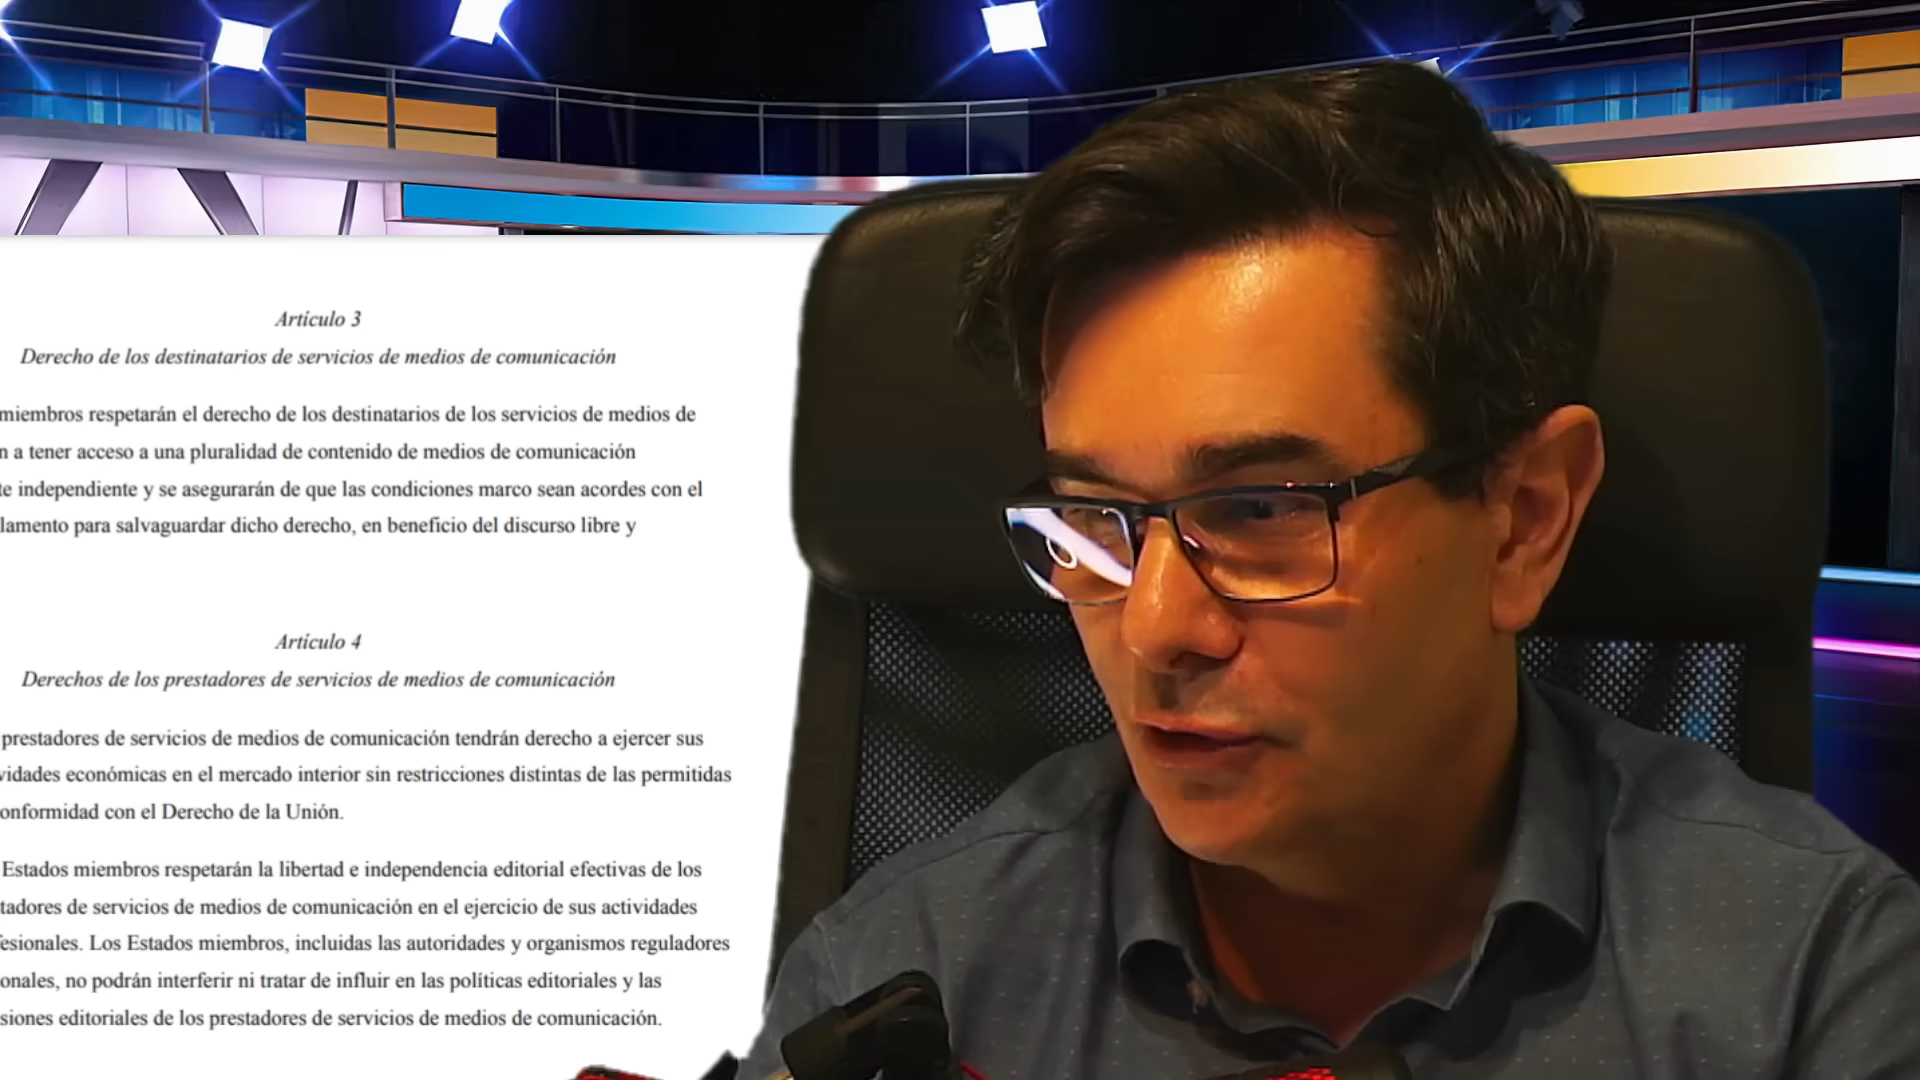 Artículo 3
Derecho de los destinatarios de servicios de medios de comunicación
miembros respetarán el derecho de los destinatarios de los servicios de medios de
n a tener acceso a una pluralidad de contenido de medios de comunicación
te independiente y se asegurarán de que las condiciones marco sean acordes con el
lamento para salvaguardar dicho derecho, en beneficio del discurso libre y
Artículo 4
Derechos de los prestadores de servicios de medios de comunicación
prestadores de servicios de medios de comunicación tendrán derecho a ejercer sus
vidades económicas en el mercado interior sin restricciones distintas de las permitidas
onformidad con el Derecho de la Unión.
Estados miembros respetarán la libertad e independencia editorial efectivas de los
tadores de servicios de medios de comunicación en el ejercicio de sus actividades
fesionales. Los Estados miembros, incluidas las autoridades y organismos reguladores
onales, no podrán interferir ni tratar de influir en las políticas editoriales y las
siones editoriales de los prestadores de servicios de medios de comunicación.